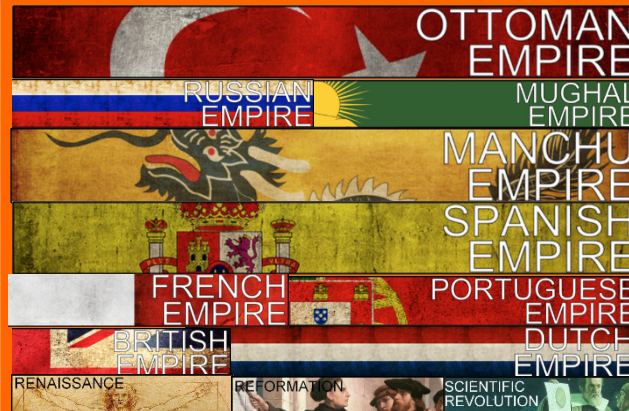 OTTOMAN
EMPIRE
RUSSIAN
EMPIRE
MUGHAL
EMPIRE
MANCHU
EMPIRE
SPANISH
EMPIRE
FRENCH
EMPIRE
PORTUGUESE
EMPIRE
BRITISH
EMPIRE
DUTCH
EMPIRE
RENAISSANCE
REFORMATION
SCIENTIFIC
REVOLUTION